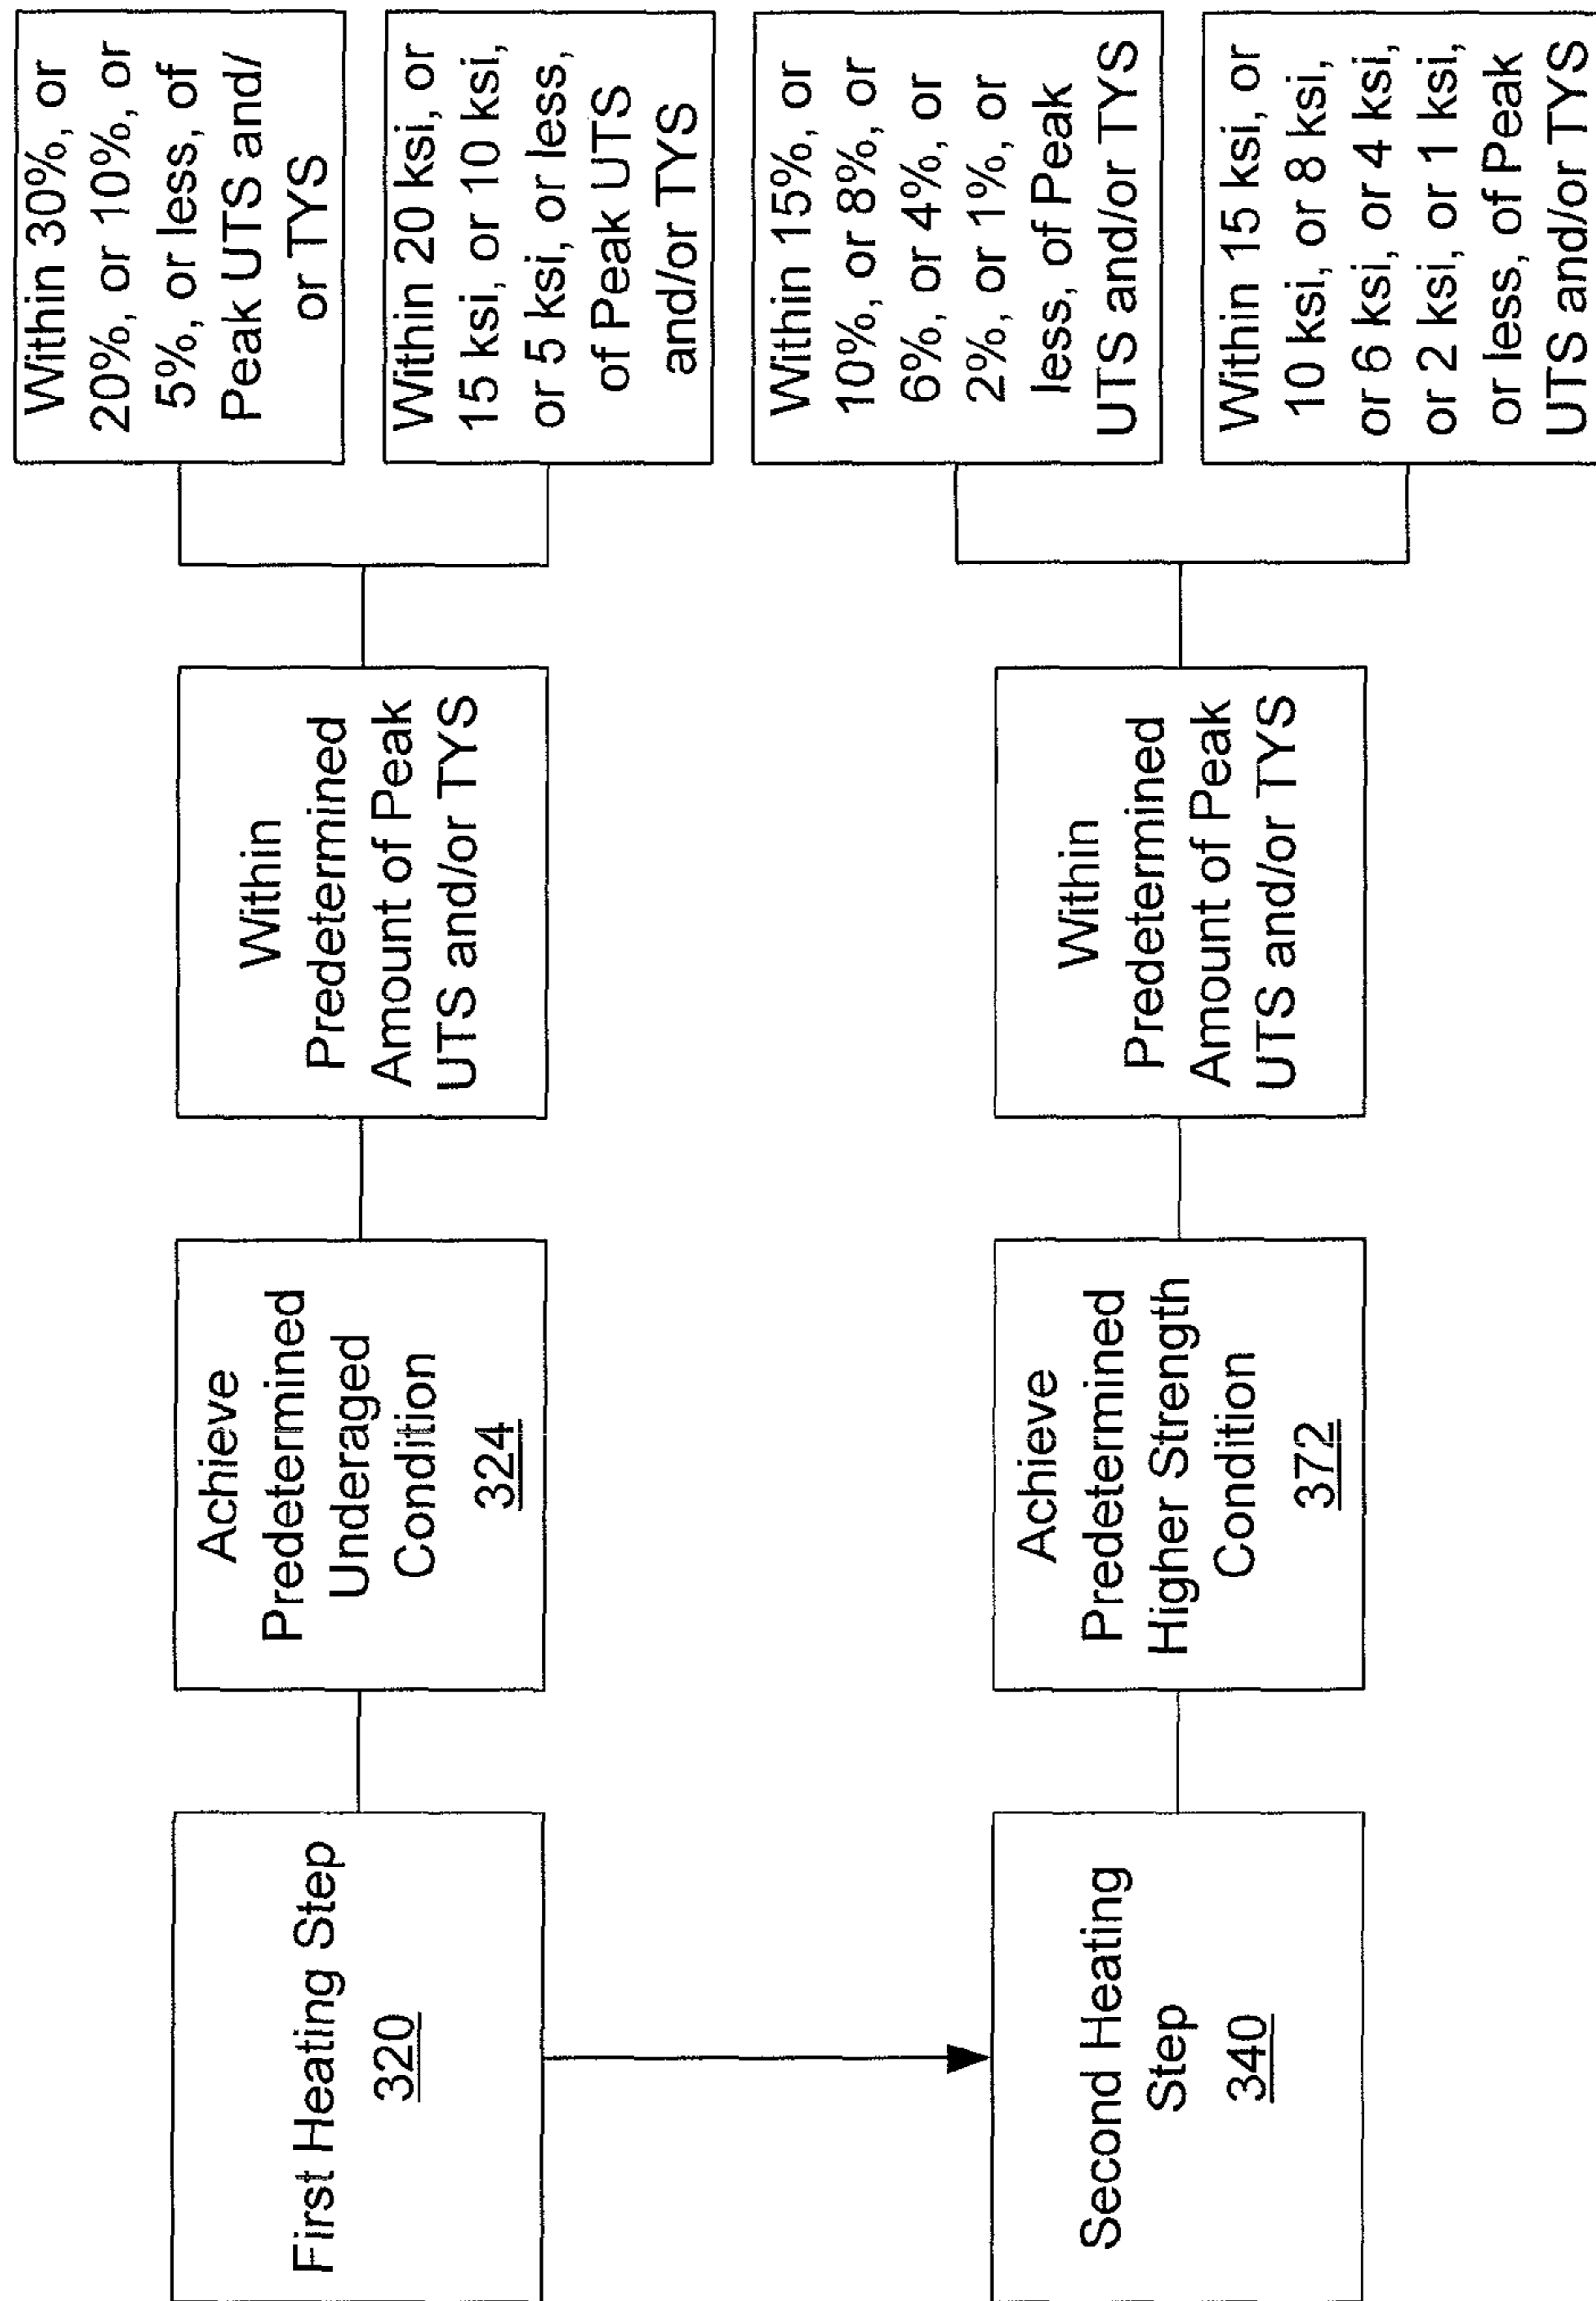 First Heating Step
320
Achieve
Predetermined
Underaged
Condition
324
Within
Predetermined
Amount of Peak
UTS and/or TYS
Within 30%, or
20%, or 10%, or
5%, or less, of
Peak UTS and/
or TYS
Within 20 ksi, or
15 ksi, or 10 ksi,
or 5 ksi, or less,
of Peak UTS
and/or TYS
Second Heating
Step
340
Achieve
Predetermined
Higher Strength
Condition
372
Within
Predetermined
Amount of Peak
UTS and/or TYS
Within 15%, or
10%, or 8%, or
6%, or 4%, or
2%, or 1%, or
less, of Peak
UTS and/or TYS
Within 15 ksi, or
10 ksi, or 8 ksi,
or 6 ksi, or 4 ksi,
or 2 ksi, or 1 ksi,
or less, of Peak
UTS and/or TYS